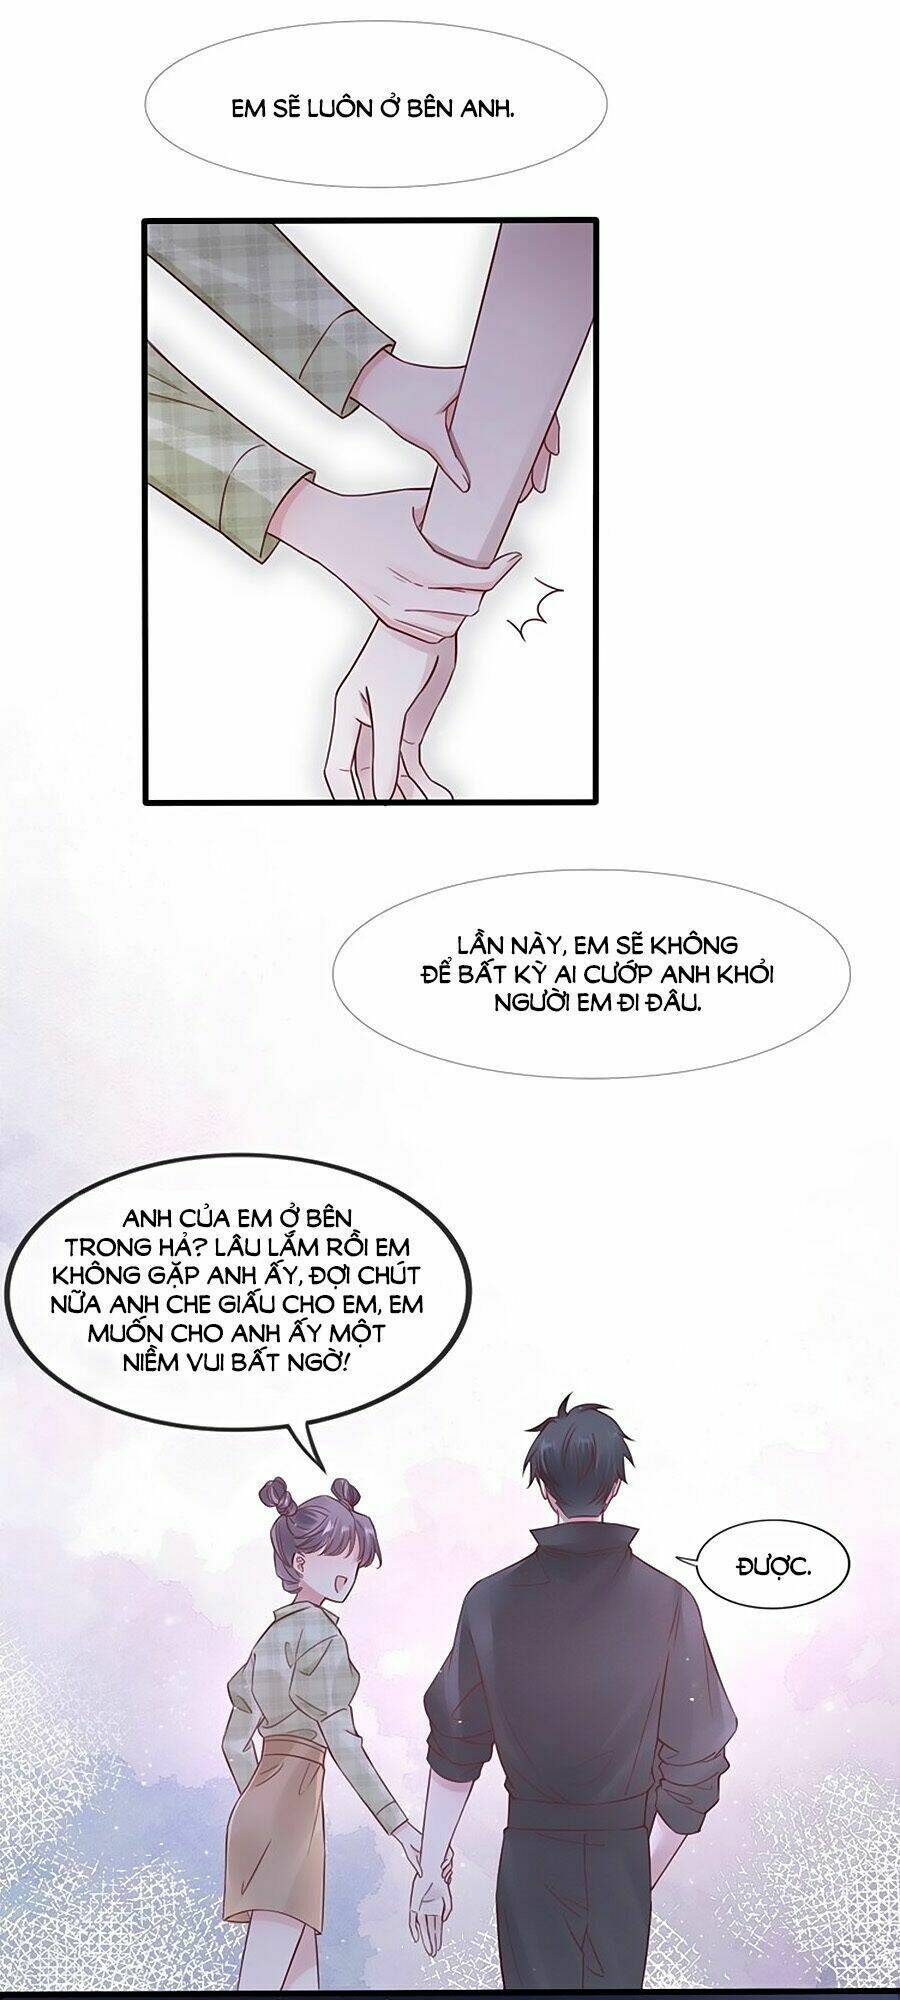 EM SẼ LUÔN Ở BÊN ANH.
LẦN NÀY, EM SẼ KHÔNG
ĐỂ BẤT KỲ AI CƯỚP ANH KHỎI
NGƯỜI EM ĐI ĐÂU.
ANH CỦA EM Ở BÊN
TRONG HẢ? LÂU LẮM RỒI EM
KHÔNG GẶP ANH ẤY, ĐỢI CHÚT
NỮA ANH CHE GIẤU CHO EM, EM
MUỐN CHO ANH ẤY MỘT
NIỀM VUI BẤT NGỜ!
ĐƯỢC.